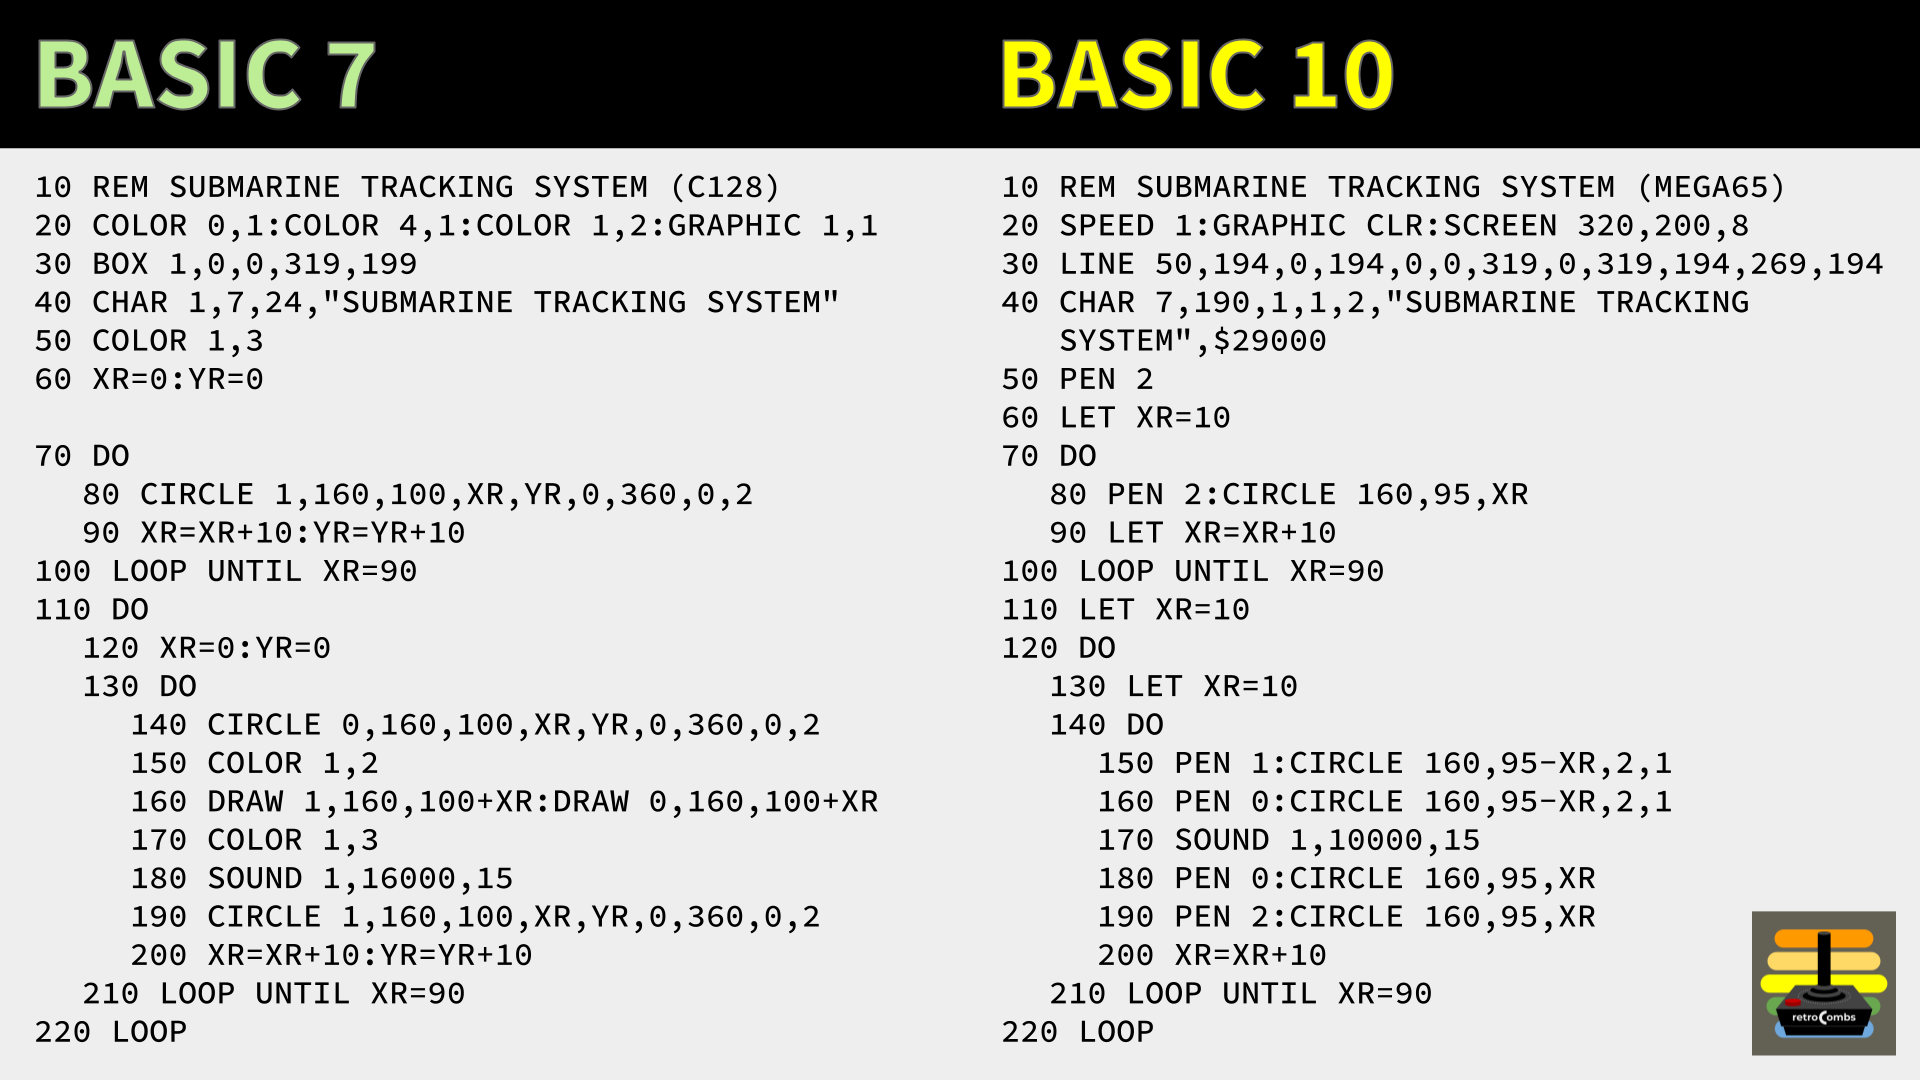 BASIC 7
10 REM SUBMARINE TRACKING SYSTEM (C128)
20 COLOR 0,1:COLOR 4,1:COLOR 1,2:GRAPHIC 1,1
30 BOX 1,0,0,319,199
40 CHAR 1,7,24,"SUBMARINE TRACKING SYSTEM"
50 COLOR 1,3
60 XR=0:YR=0
70 DO
80 CIRCLE 1,160,100,XR,YR,0,360,0,2
90 XR=XR+10:YR=YR+10
100 LOOP UNTIL XR=90
110 DO
120 XR=0:YR=0
130 DO
140 CIRCLE 0,160,100,XR,YR,0,360,0,2
150 COLOR 1,2
160 DRAW 1,160,100+XR:DRAW 0,160,100+XR
170 COLOR 1,3
180 SOUND 1,16000,15
190 CIRCLE 1,160,100,XR,YR,0,360,0,2
200 XR=XR+10:YR=YR+10
210 LOOP UNTIL XR=90
220 LOOP
BASIC 10
10 REM SUBMARINE TRACKING SYSTEM (MEGA65)
20 SPEED 1:GRAPHIC CLR:SCREEN 320,200,8
30 LINE 50,194,0,194,0,0,319,0,319,194,269,194
40 CHAR 7,190,1,1,2,"SUBMARINE TRACKING
SYSTEM",$29000
50 PEN 2
60 LET XR=10
70 DO
80 PEN 2:CIRCLE 160,95,XR
90 LET XR=XR+10
100 LOOP UNTIL XR=90
110 LET XR=10
120 DO
130 LET XR=10
140 DO
150 PEN 1:CIRCLE 160,95-XR,2,1
160 PEN 0:CIRCLE 160,95-XR,2,1
170 SOUND 1,10000,15
180 PEN 0:CIRCLE 160,95,XR
190 PEN 2:CIRCLE 160,95,XR
200 XR=XR+10
210 LOOP UNTIL XR=90
220 LOOP
retroCombs